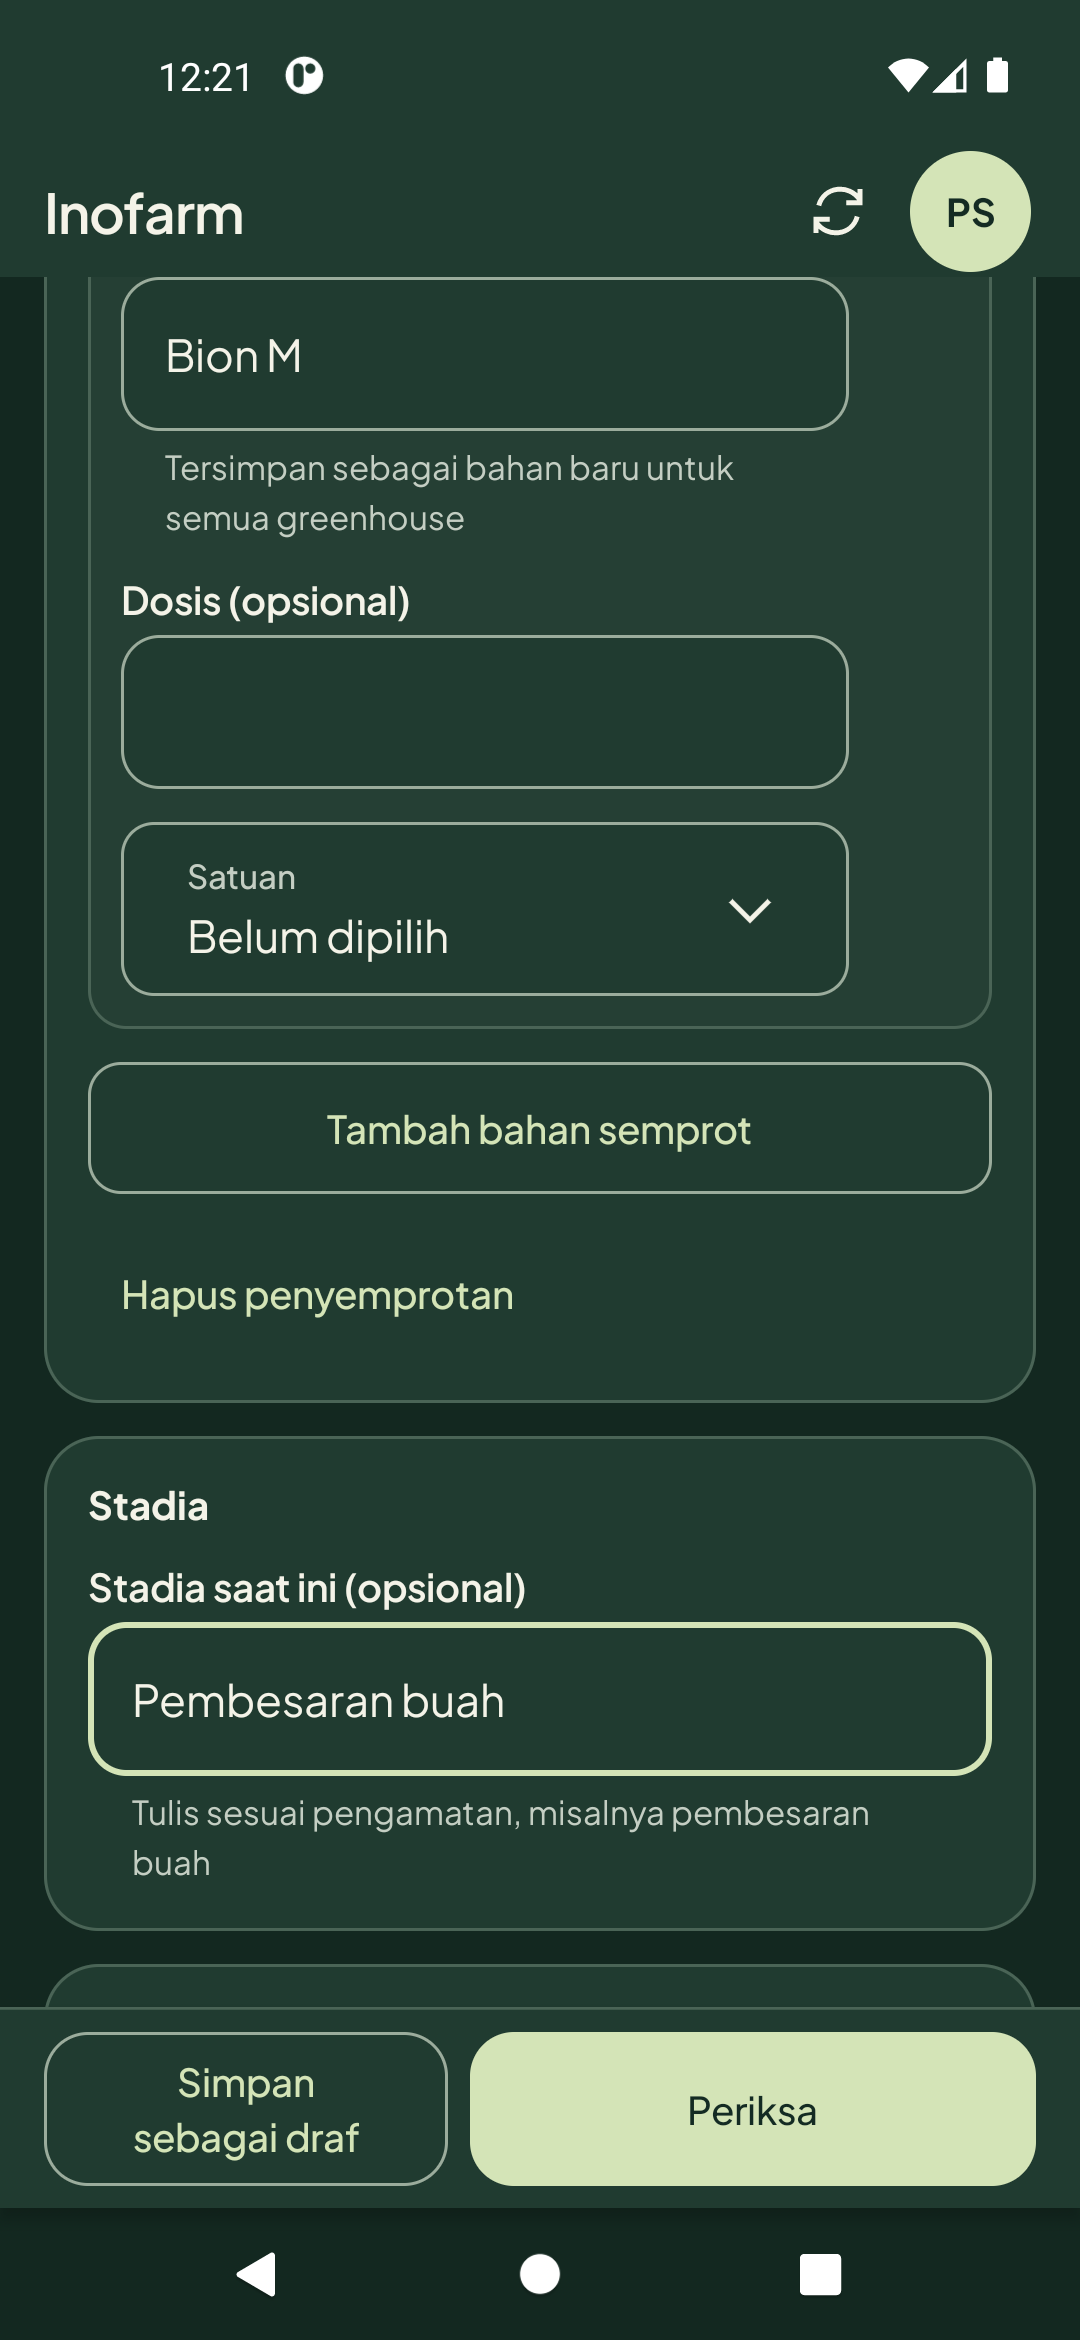 12:21
Inofarm
PS
Bion M
Tersimpan sebagai bahan baru untuk
semua greenhouse
Dosis (opsional)
Satuan
Belum dipilih
Tambah bahan semprot
Hapus penyemprotan
Stadia
Stadia saat ini (opsional)
Pembesaran buah
Tulis sesuai pengamatan, misalnya pembesaran
buah
Simpan
sebagai draf
Periksa